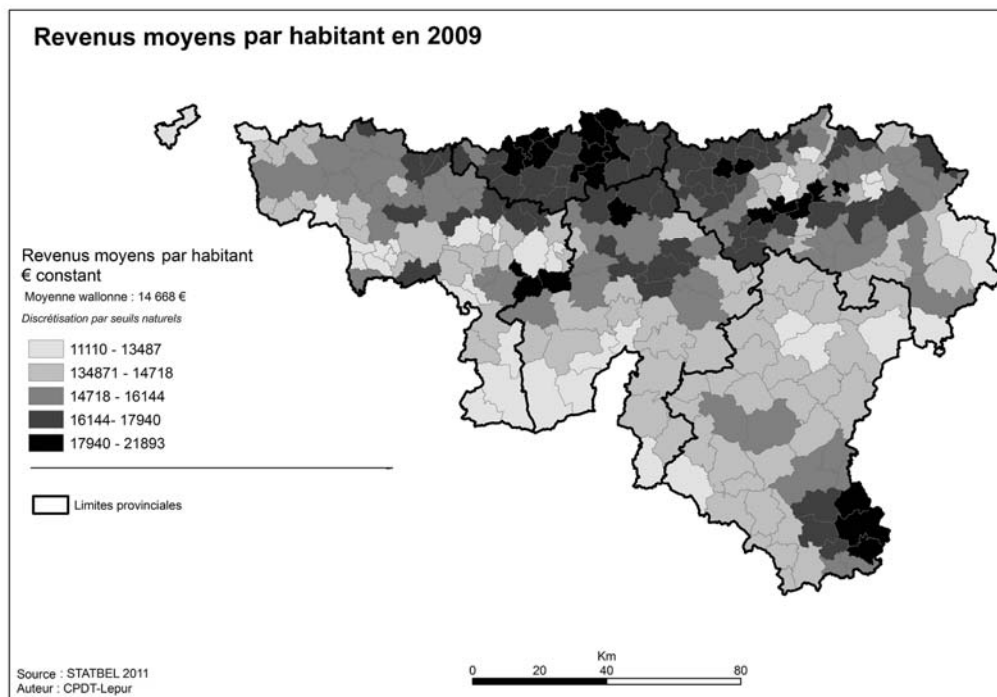 Revenus moyens par habitant en 2009
Revenus moyens par habitant
€ constant
Moyenne wallonne : 14 668 €
Discrétisation par seuils naturels
11110 - 13487
134871 - 14718
14718 - 16144
16144- 17940
17940 - 21893
Limites provinciales
Source : STATBEL 2011
Auteur : CPDT-Lepur
Km
0 20 40 80